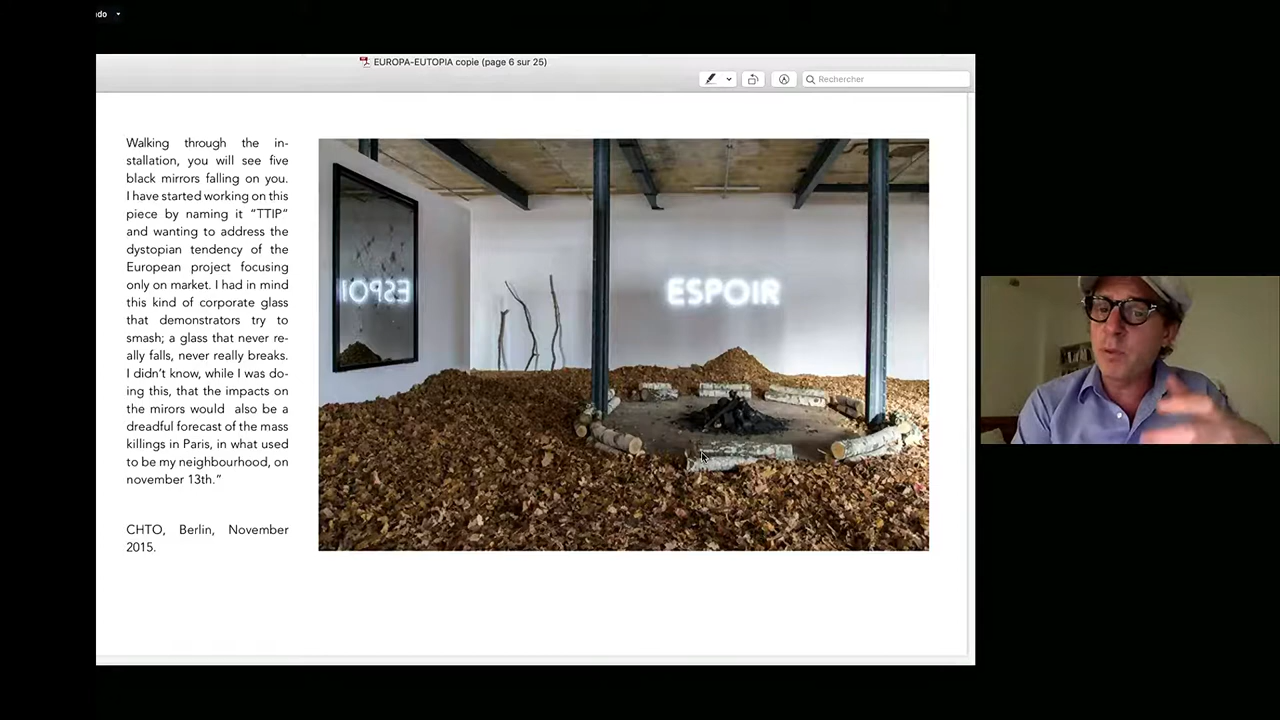 ndo
EUROPA-EUTOPIA copie (page 6 sur 25)
Rechercher
Walking through the in-
stallation, you will see five
black mirrors falling on you.
I have started working on this
piece by naming it “TTIP”
and wanting to address the
dystopian tendency of the
European project focusing
only on market. I had in mind
this kind of corporate glass
that demonstrators try to
smash; a glass that never re-
ally falls, never really breaks.
I didn’t know, while I was do-
ing this, that the impacts on
the mirors would also be a
dreadful forecast of the mass
killings in Paris, in what used
to be my neighbourhood, on
november 13th.”
CHTO, Berlin, November
2015.
ESPOI
ESPOIR